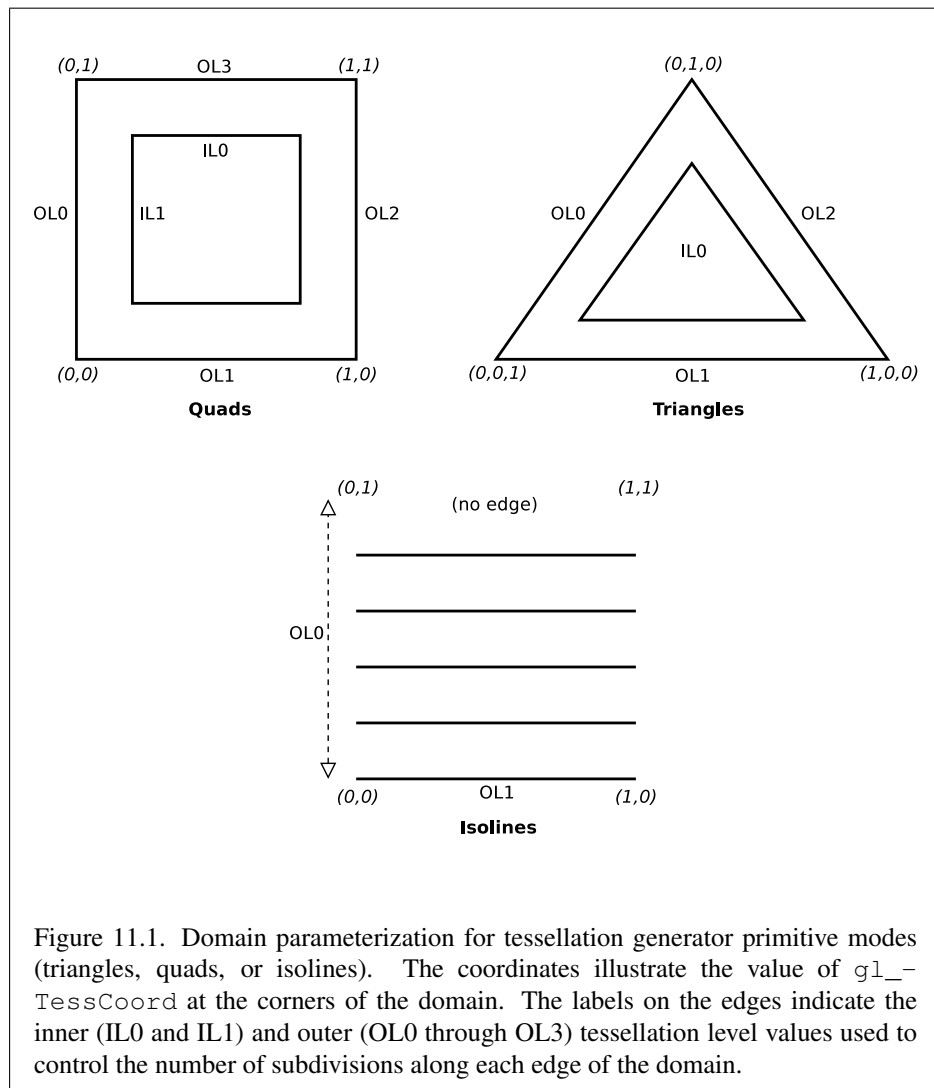 (0,1) OL3 (1,1)
IL0
OL0 IL1 OL2
(0,0) OL1 (1,0)
Quads
(0,1,0)
OL0 OL2
IL0
(0,0,1) OL1 (1,0,0)
Triangles
(0,1) (no edge) (1,1)
OL0
(0,0) OL1 (1,0)
Isolines
Figure 11.1. Domain parameterization for tessellation generator primitive modes
(triangles, quads, or isolines). The coordinates illustrate the value of gl_-
TessCoord at the corners of the domain. The labels on the edges indicate the
inner (IL0 and IL1) and outer (OL0 through OL3) tessellation level values used to
control the number of subdivisions along each edge of the domain.